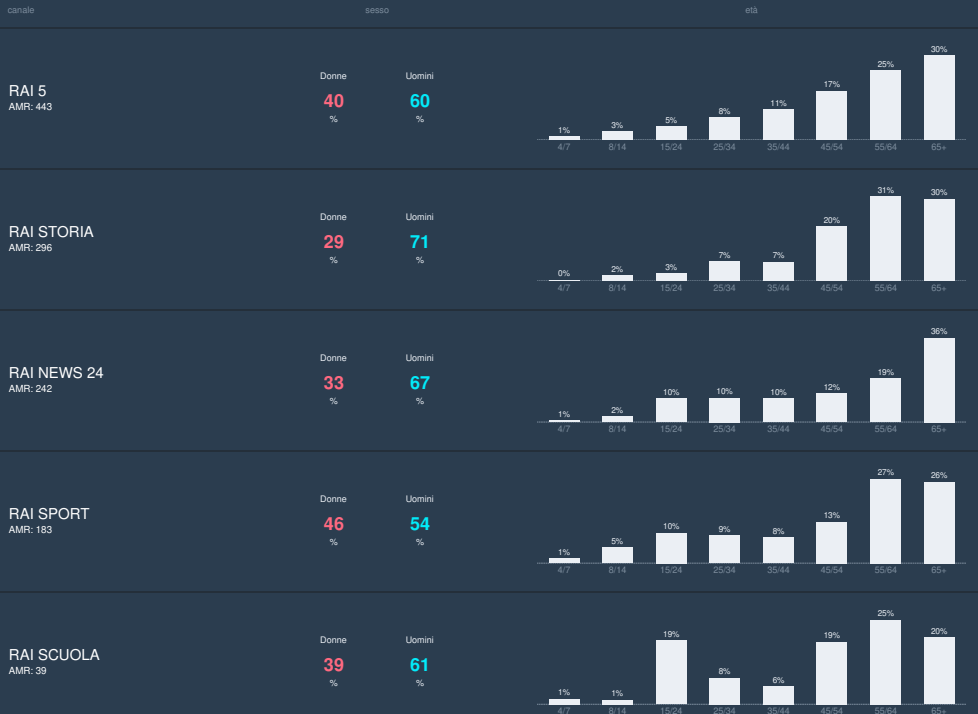 canale sesso età
RAI 5
AMR: 443
Donne Uomini
40 60
% %
1% 3% 5% 8% 11% 17% 25% 30%
4/7 8/14 15/24 25/34 35/44 45/54 55/64 65+
RAI STORIA
AMR: 296
Donne Uomini
29 71
% %
0% 2% 3% 7% 7% 20% 31% 30%
4/7 8/14 15/24 25/34 35/44 45/54 55/64 65+
RAI NEWS 24
AMR: 242
Donne Uomini
33 67
% %
1% 2% 10% 10% 10% 12% 19% 36%
4/7 8/14 15/24 25/34 35/44 45/54 55/64 65+
RAI SPORT
AMR: 183
Donne Uomini
46 54
% %
1% 5% 10% 9% 8% 13% 27% 26%
4/7 8/14 15/24 25/34 35/44 45/54 55/64 65+
RAI SCUOLA
AMR: 39
Donne Uomini
39 61
% %
1% 1% 19% 8% 6% 19% 25% 20%
4/7 8/14 15/24 25/34 35/44 45/54 55/64 65+